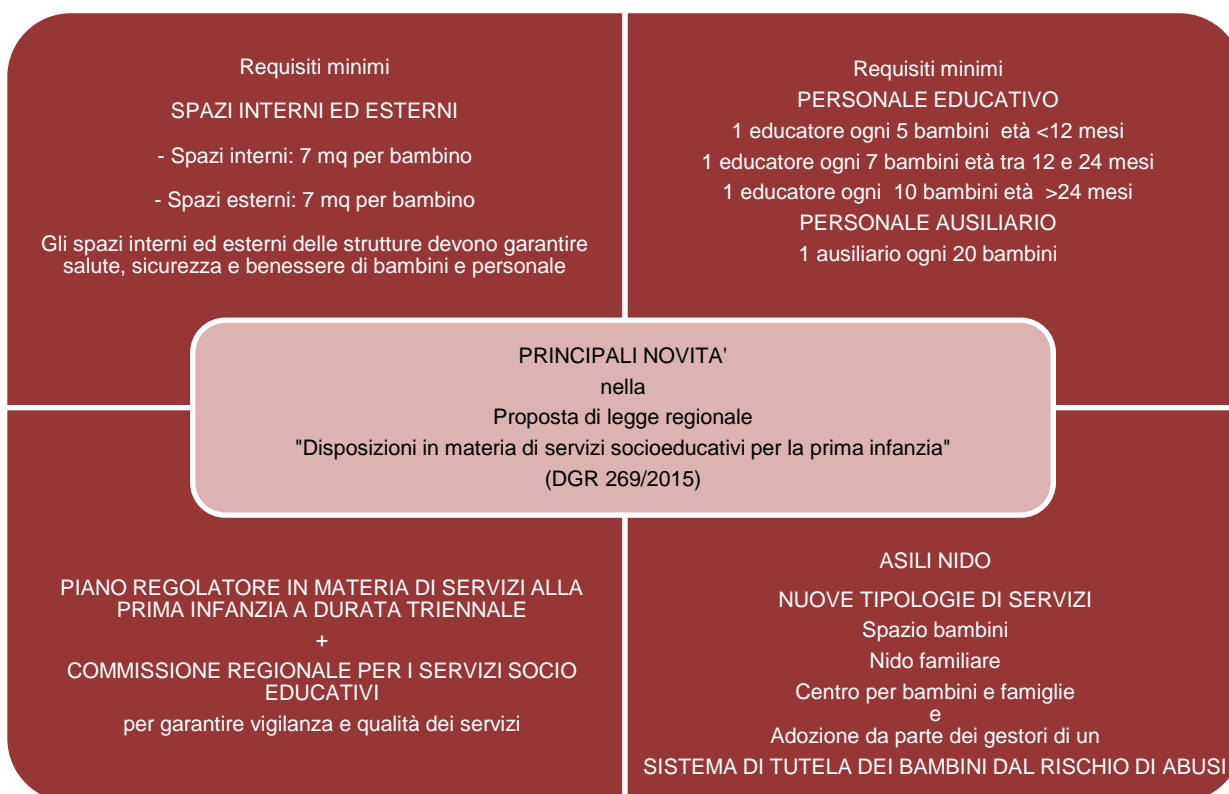 Requisiti minimi
SPAZI INTERNI ED ESTERNI
- Spazi interni: 7 mq per bambino
- Spazi esterni: 7 mq per bambino
Gli spazi interni ed esterni delle strutture devono garantire
salute, sicurezza e benessere di bambini e personale
Requisiti minimi
PERSONALE EDUCATIVO
1 educatore ogni 5 bambini età <12 mesi
1 educatore ogni 7 bambini età tra 12 e 24 mesi
1 educatore ogni 10 bambini età >24 mesi
PERSONALE AUSILIARIO
1 ausiliario ogni 20 bambini
PRINCIPALI NOVITA'
nella
Proposta di legge regionale
"Disposizioni in materia di servizi socioeducativi per la prima infanzia"
(DGR 269/2015)
PIANO REGOLATORE IN MATERIA DI SERVIZI ALLA
PRIMA INFANZIA A DURATA TRIENNALE
+
COMMISSIONE REGIONALE PER I SERVIZI SOCIO
EDUCATIVI
per garantire vigilanza e qualità dei servizi
ASILI NIDO
NUOVE TIPOLOGIE DI SERVIZI
Spazio bambini
Nido familiare
Centro per bambini e famiglie
e
Adozione da parte dei gestori di un
SISTEMA DI TUTELA DEI BAMBINI DAL RISCHIO DI ABUSI